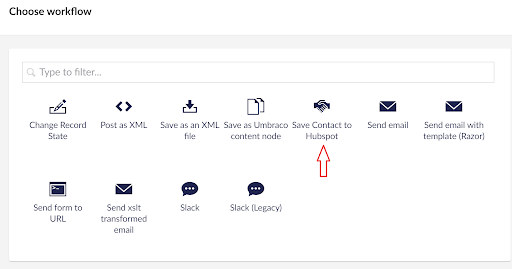 Choose workflow
Type to filter...
Change Record
State
Post as XML
Save as an XML
file
Save as Umbraco
content node
Save Contact to
Hubspot
Send email
Send email with
template (Razor)
Send form to
URL
Send xslt
transformed
email
Slack
Slack (Legacy)